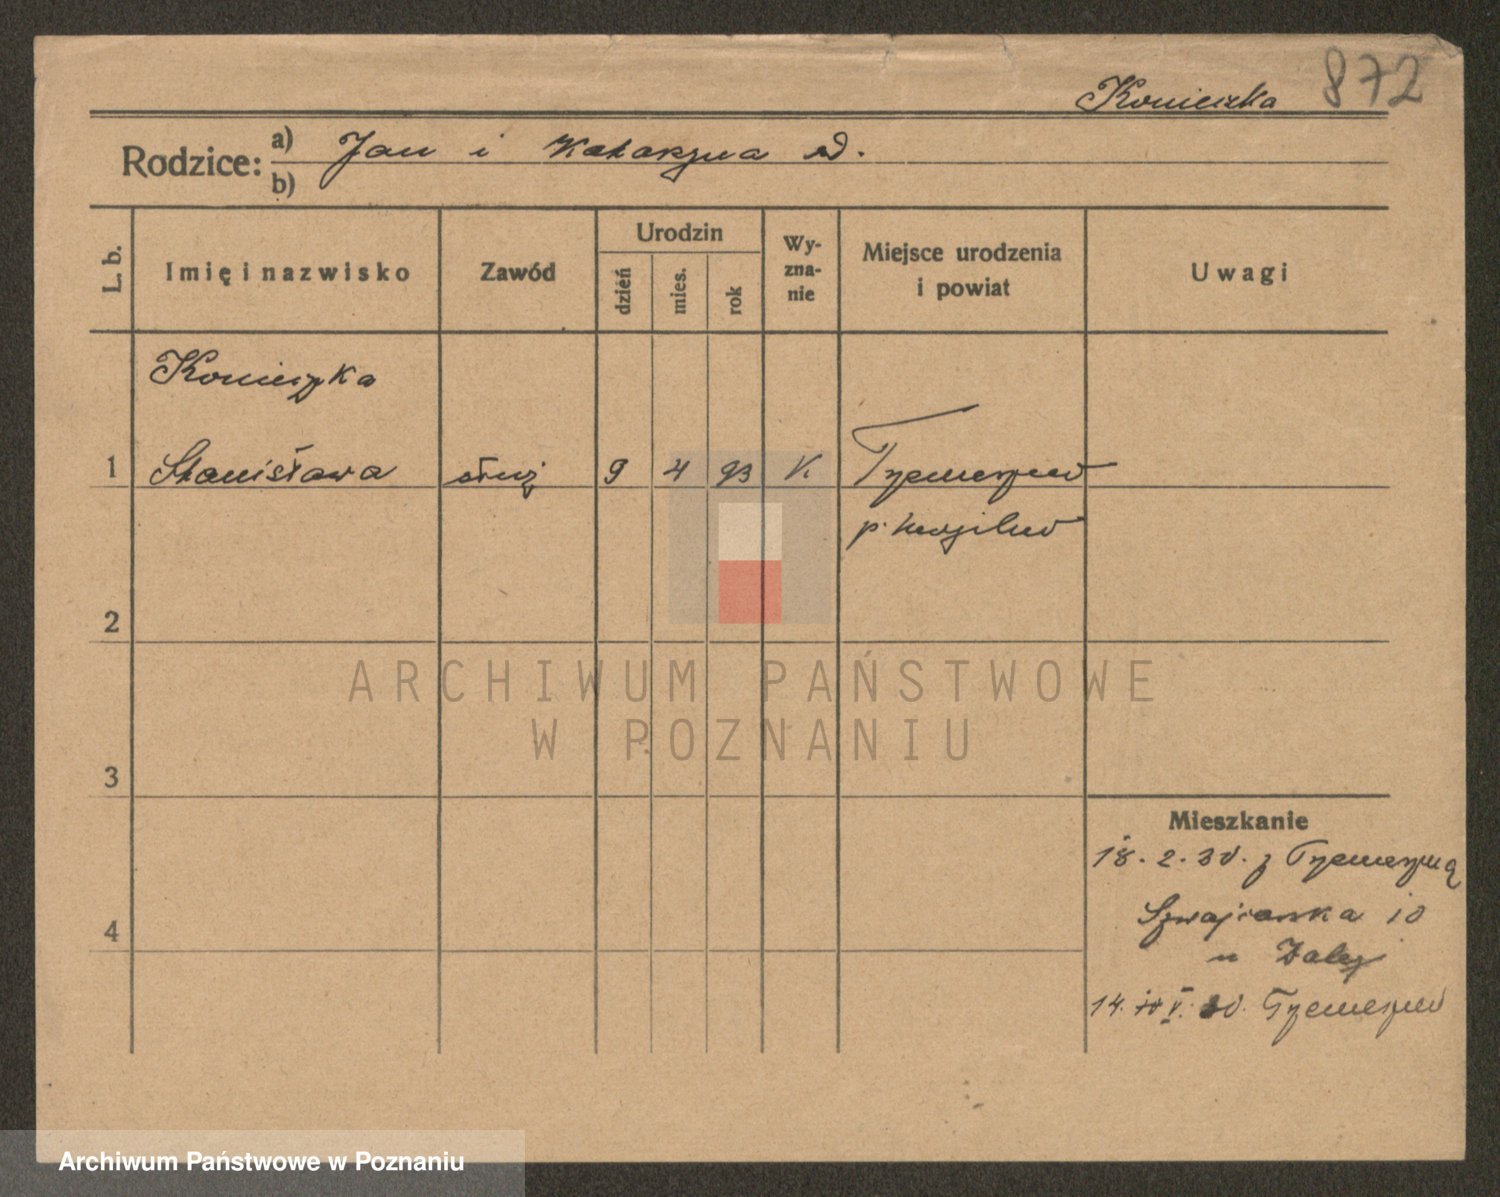 Konieczka 872
Rodzice: a) Jan i Katarzyna
b)
L. b.
Imię i nazwisko
Zawód
Urodzin
dzień
mies.
rok
Wy-
zna-
nie
Miejsce urodzenia
i powiat
Uwagi
Konieczka
1 Stanisława służ 9 4 93 K Trzemeszno
p. Mogilno
2
3
4
Mieszkanie
18. 2. 30. z Trzemeszna
Szwajcarska 10
u
14. V. 30. Trzemeszno
ARCHIWUM PAŃSTWOWE
W POZNANIU
Archiwum Państwowe w Poznaniu